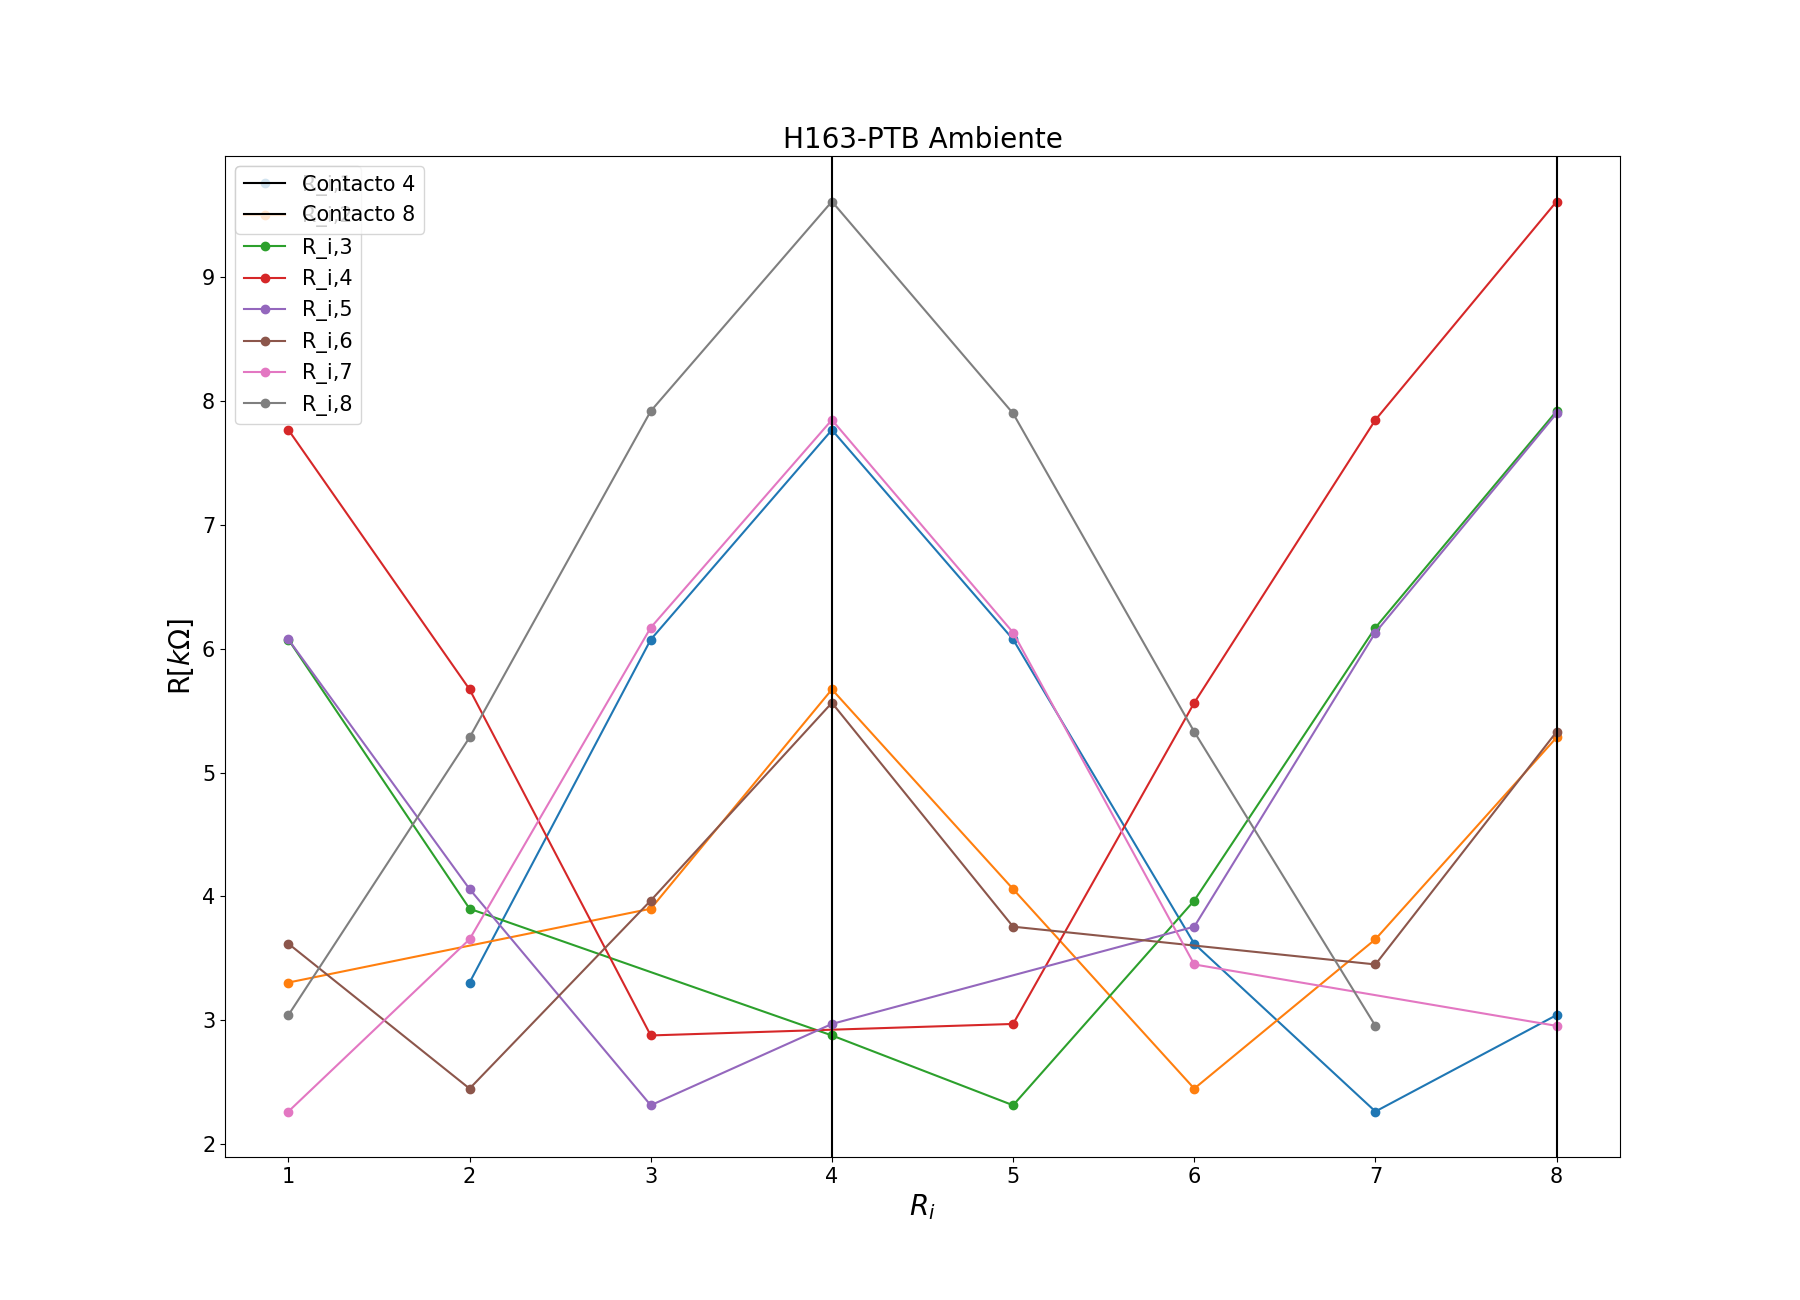 H163-PTB Ambiente
Contacto 4
Contacto 8
R_i,3
R_i,4
R_i,5
R_i,6
R_i,7
R_i,8
9
8
7
6
5
4
3
2
R[kΩ]
1 2 3 4 5 6 7 8
R_i